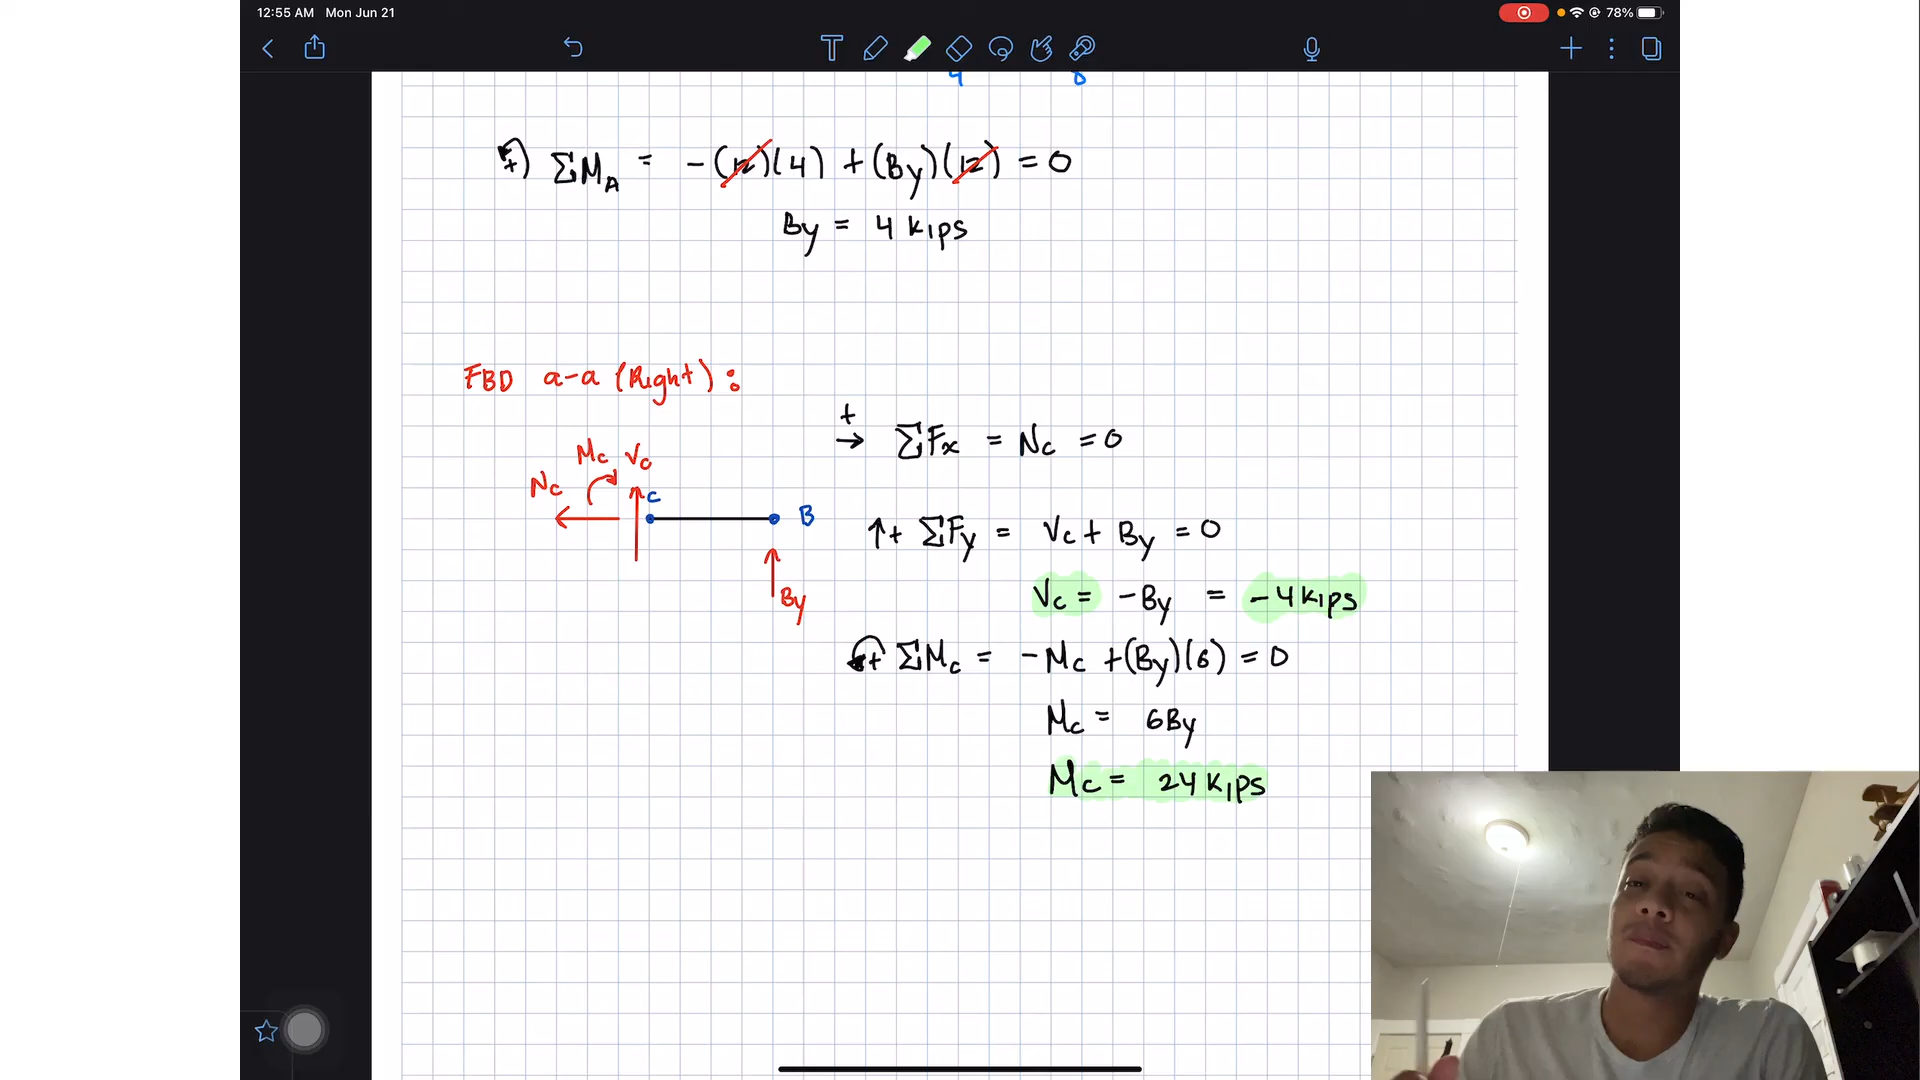 12:55 AM Mon Jun 21
78%
+) ΣM_A = -(12)(4) + (By)(12) = 0
By = 4 kips
FBD a-a (Right) :
+
→ ΣFx = Nc = 0
Mc Vc
Nc
C
B
By
↑+ ΣFy = Vc + By = 0
Vc = -By = -4 kips
+ ΣMc = -Mc + (By)(6) = 0
Mc = 6By
Mc = 24 kips